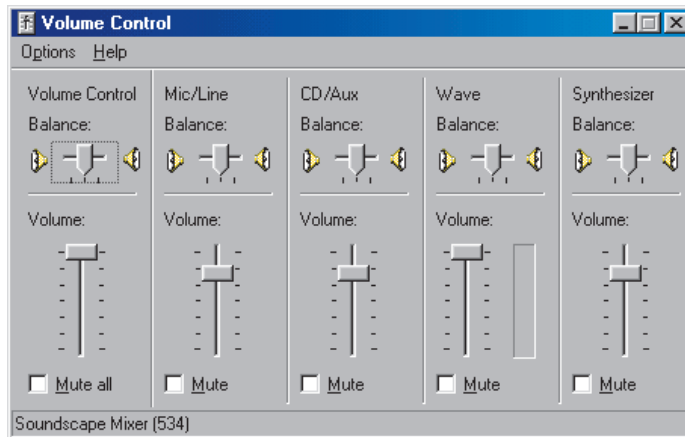 Volume Control
Options Help
Volume Control Mic/Line CD/Aux Wave Synthesizer
Balance: Balance: Balance: Balance: Balance:
Volume: Volume: Volume: Volume: Volume:
Mute all Mute Mute Mute Mute
Soundscape Mixer (534)